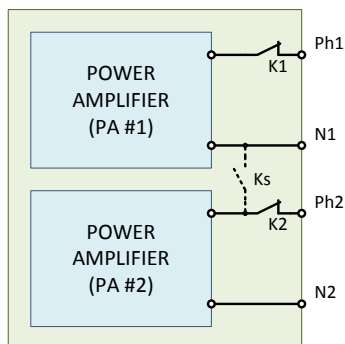 POWER
AMPLIFIER
(PA #1)
Ph1
K1
N1
Ks
Ph2
K2
POWER
AMPLIFIER
(PA #2)
N2